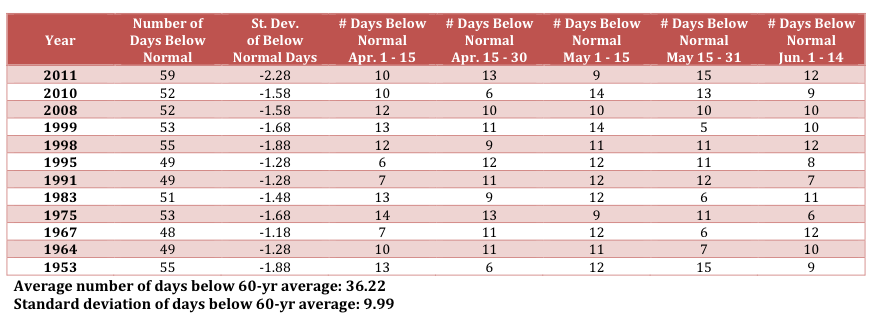 Year Number of Days Below Normal St. Dev. of Below Normal Days # Days Below Normal Apr. 1 - 15 # Days Below Normal Apr. 15 - 30 # Days Below Normal May 1 - 15 # Days Below Normal May 15 - 31 # Days Below Normal Jun. 1 - 14
2011 59 -2.28 10 13 9 15 12
2010 52 -1.58 10 6 14 13 9
2008 52 -1.58 12 10 10 10 10
1999 53 -1.68 13 11 14 5 10
1998 55 -1.88 12 9 11 11 12
1995 49 -1.28 6 12 12 11 8
1991 49 -1.28 7 11 12 12 7
1983 51 -1.48 13 9 12 6 11
1975 53 -1.68 14 13 9 11 6
1967 48 -1.18 7 11 12 6 12
1964 49 -1.28 10 11 11 7 10
1953 55 -1.88 13 6 12 15 9
Average number of days below 60-yr average: 36.22
Standard deviation of days below 60-yr average: 9.99